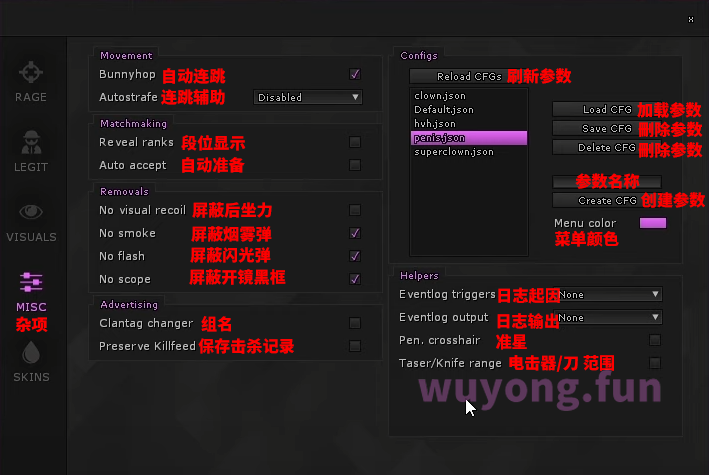 x
RAGE
LEGIT
VISUALS
MISC
杂项
SKINS
Movement
Bunnyhop 自动连跳
Autostrafe 连跳辅助 Disabled
Matchmaking
Reveal ranks 段位显示
Auto accept 自动准备
Removals
No visual recoil 屏蔽后坐力
No smoke 屏蔽烟雾弹
No flash 屏蔽闪光弹
No scope 屏蔽开镜黑框
Advertising
Clantag changer 组名
Preserve Killfeed 保存击杀记录
Configs
Reload CFGs 刷新参数
clown.json
Default.json
hvh.json
penis.json
superclown.json
Load CFG 加载参数
Save CFG 删除参数
Delete CFG 删除参数
参数名称
Create CFG 创建参数
Menu color
菜单颜色
Helpers
Eventlog triggers 日志起因 None
Eventlog output 日志输出 None
Pen. crosshair 准星
Taser/Knife range 电击器/刀 范围
wuyong.fun